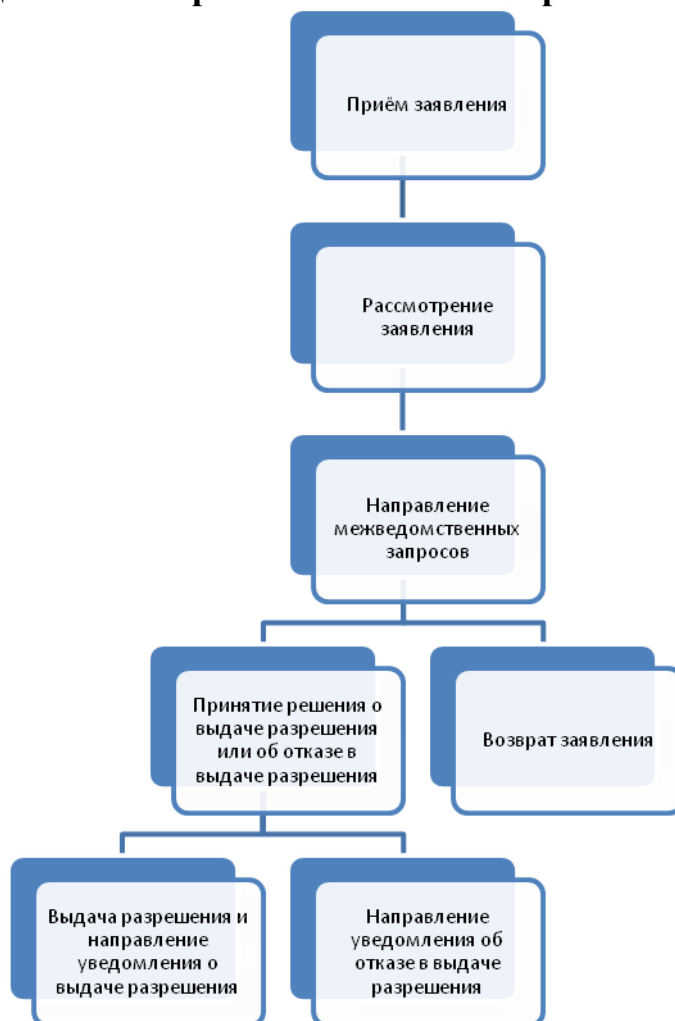 Приём заявления
Рассмотрение
заявления
Направление
межведомственных
запросов
Принятие решения о
выдаче разрешения
или об отказе в
выдаче разрешения
Возврат заявления
Выдача разрешения и
направление
уведомления о
выдаче разрешения
Направление
уведомления об
отказе в выдаче
разрешения